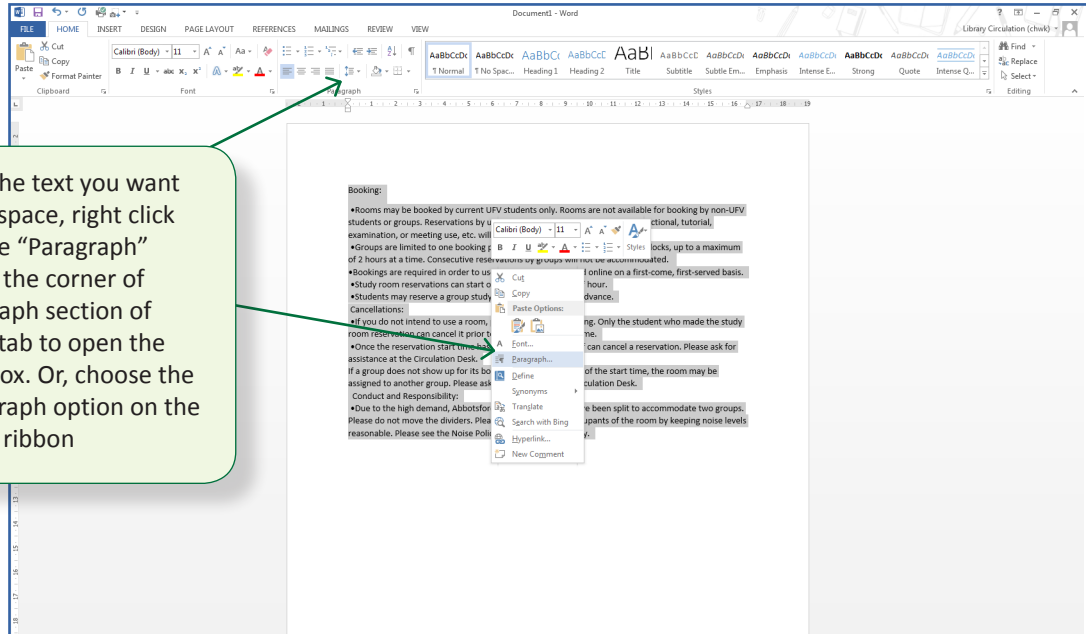 Document1 - Word
FILE HOME INSERT DESIGN PAGE LAYOUT REFERENCES MAILINGS REVIEW VIEW
Library Circulation (chwk)
Paste
Cut
Copy
Format Painter
Clipboard
Calibri (Body) 11
Font
Paragraph
AaBbCcDc AaBbCcDc AaBbCc AaBbCcC AaBl AaBbCcC AaBbCcDc AaBbCcDc AaBbCcDc AaBbCcDc AaBbCcDc AaBbCcDc
¶ Normal ¶ No Spac... Heading 1 Heading 2 Title Subtitle Subtle Em... Emphasis Intense E... Strong Quote Intense Q...
Styles
Find
Replace
Select
Editing
he text you want
space, right click
e “Paragraph”
the corner of
aph section of
tab to open the
ox. Or, choose the
graph option on the
ribbon
Booking:
•Rooms may be booked by current UFV students only. Rooms are not available for booking by non-UFV
students or groups. Reservations by u ctional, tutorial,
examination, or meeting use, etc. will
•Groups are limited to one booking p locks, up to a maximum
of 2 hours at a time. Consecutive reservations by groups will not be accommodated.
•Bookings are required in order to us d online on a first-come, first-served basis.
•Study room reservations can start o hour.
•Students may reserve a group study dvance.
Cancellations:
•If you do not intend to use a room, ng. Only the student who made the study
room reservation can cancel it prior t me.
•Once the reservation start time has can cancel a reservation. Please ask for
assistance at the Circulation Desk.
If a group does not show up for its bo of the start time, the room may be
assigned to another group. Please ask culation Desk.
Conduct and Responsibility:
•Due to the high demand, Abbotsfor ve been split to accommodate two groups.
Please do not move the dividers. Plea upants of the room by keeping noise levels
reasonable. Please see the Noise Poli y.
Calibri (Body) 11
B I U Styles
Cut
Copy
Paste Options:
Font...
Paragraph...
Define
Synonyms
Translate
Search with Bing
Hyperlink...
New Comment